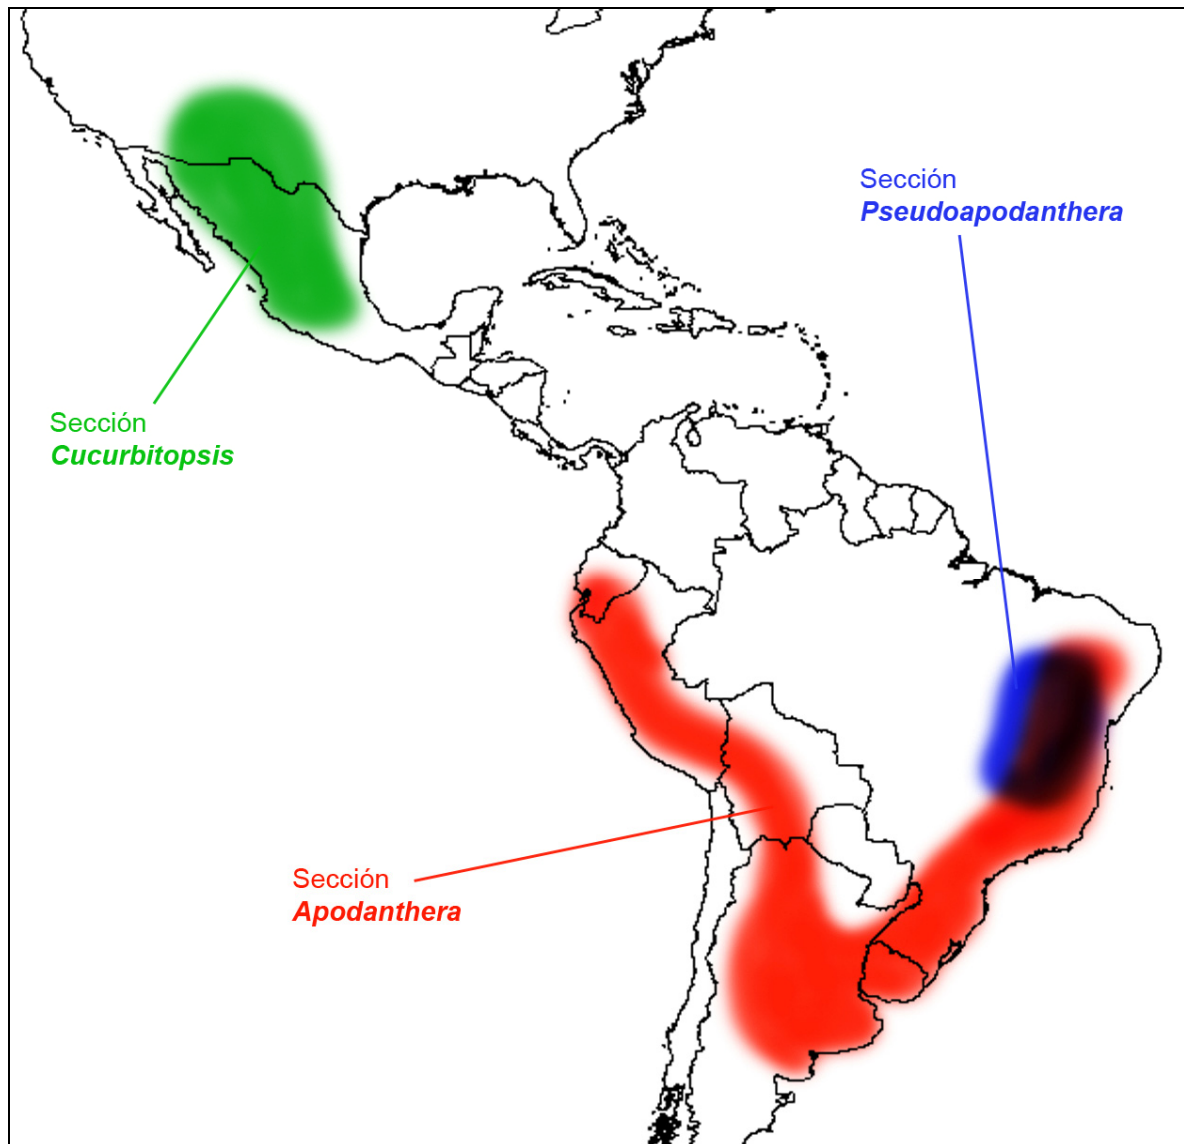 Sección
Pseudoapodanthera
Sección
Cucurbitopsis
Sección
Apodanthera